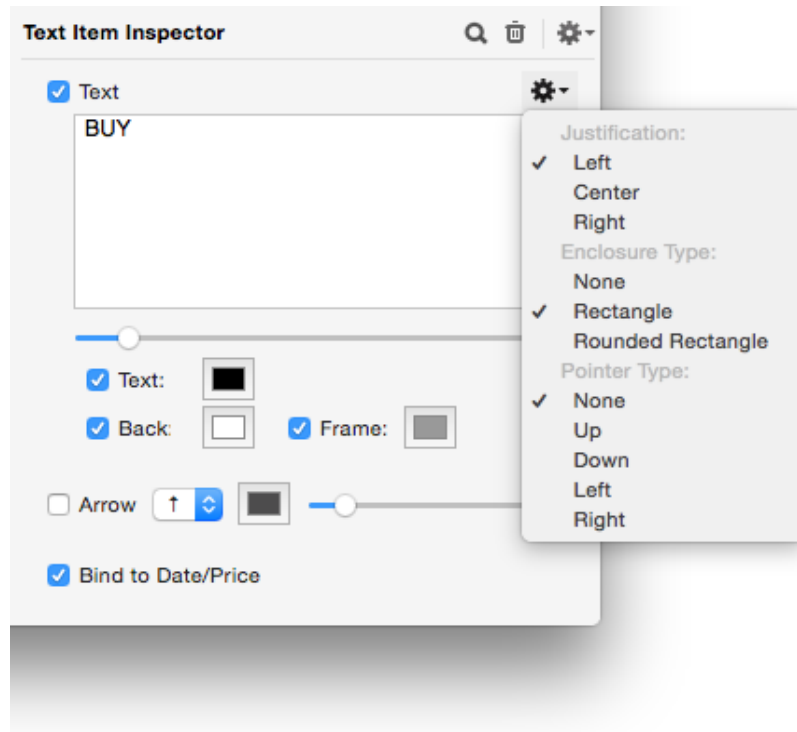 Text Item Inspector
Text
BUY
Justification:
Left
Center
Right
Enclosure Type:
None
Rectangle
Rounded Rectangle
Pointer Type:
None
Up
Down
Left
Right
Text:
Back:
Frame:
Arrow ↑
Bind to Date/Price